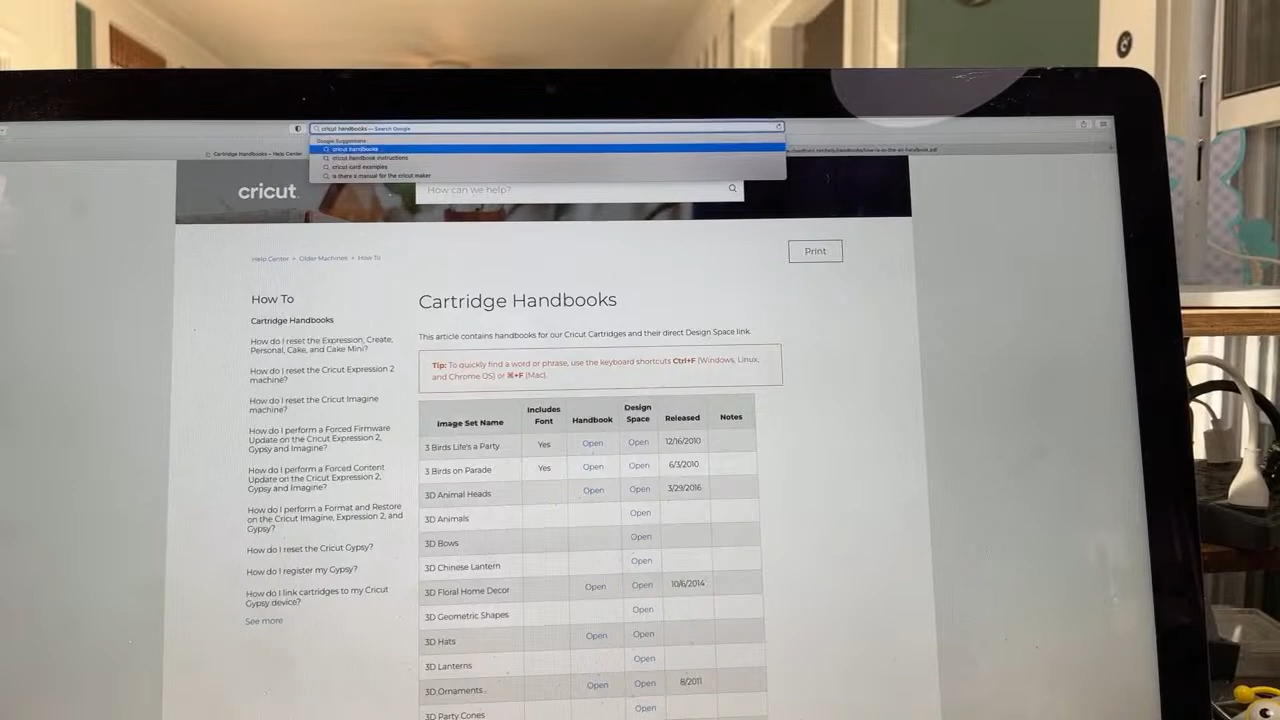 cricut handbooks — Search Google
Google Suggestions
cricut handbooks
cricut handbook instructions
cricut card examples
is there a manual for the cricut maker
Cartridge Handbooks – Help Center
cricut
How can we help?
Help Center > Older Machines > How To
Print
How To
Cartridge Handbooks
How do I reset the Expression, Create,
Personal, Cake, and Cake Mini?
How do I reset the Cricut Expression 2
machine?
How do I reset the Cricut Imagine
machine?
How do I perform a Forced Firmware
Update on the Cricut Expression 2,
Gypsy and Imagine?
How do I perform a Forced Content
Update on the Cricut Expression 2,
Gypsy and Imagine?
How do I perform a Format and Restore
on the Cricut Imagine, Expression 2, and
Gypsy?
How do I reset the Cricut Gypsy?
How do I register my Gypsy?
How do I link cartridges to my Cricut
Gypsy device?
See more
Cartridge Handbooks
This article contains handbooks for our Cricut Cartridges and their direct Design Space link.
Tip: To quickly find a word or phrase, use the keyboard shortcuts Ctrl+F (Windows, Linux,
and Chrome OS) or ⌘+F (Mac).
Image Set Name Includes Font Handbook Design Space Released Notes
3 Birds Life's a Party Yes Open Open 12/16/2010
3 Birds on Parade Yes Open Open 6/3/2010
3D Animal Heads Open Open 3/29/2016
3D Animals Open
3D Bows Open
3D Chinese Lantern Open
3D Floral Home Decor Open Open 10/6/2014
3D Geometric Shapes Open
3D Hats Open Open
3D Lanterns Open
3D Ornaments Open Open 8/2011
3D Party Cones Open